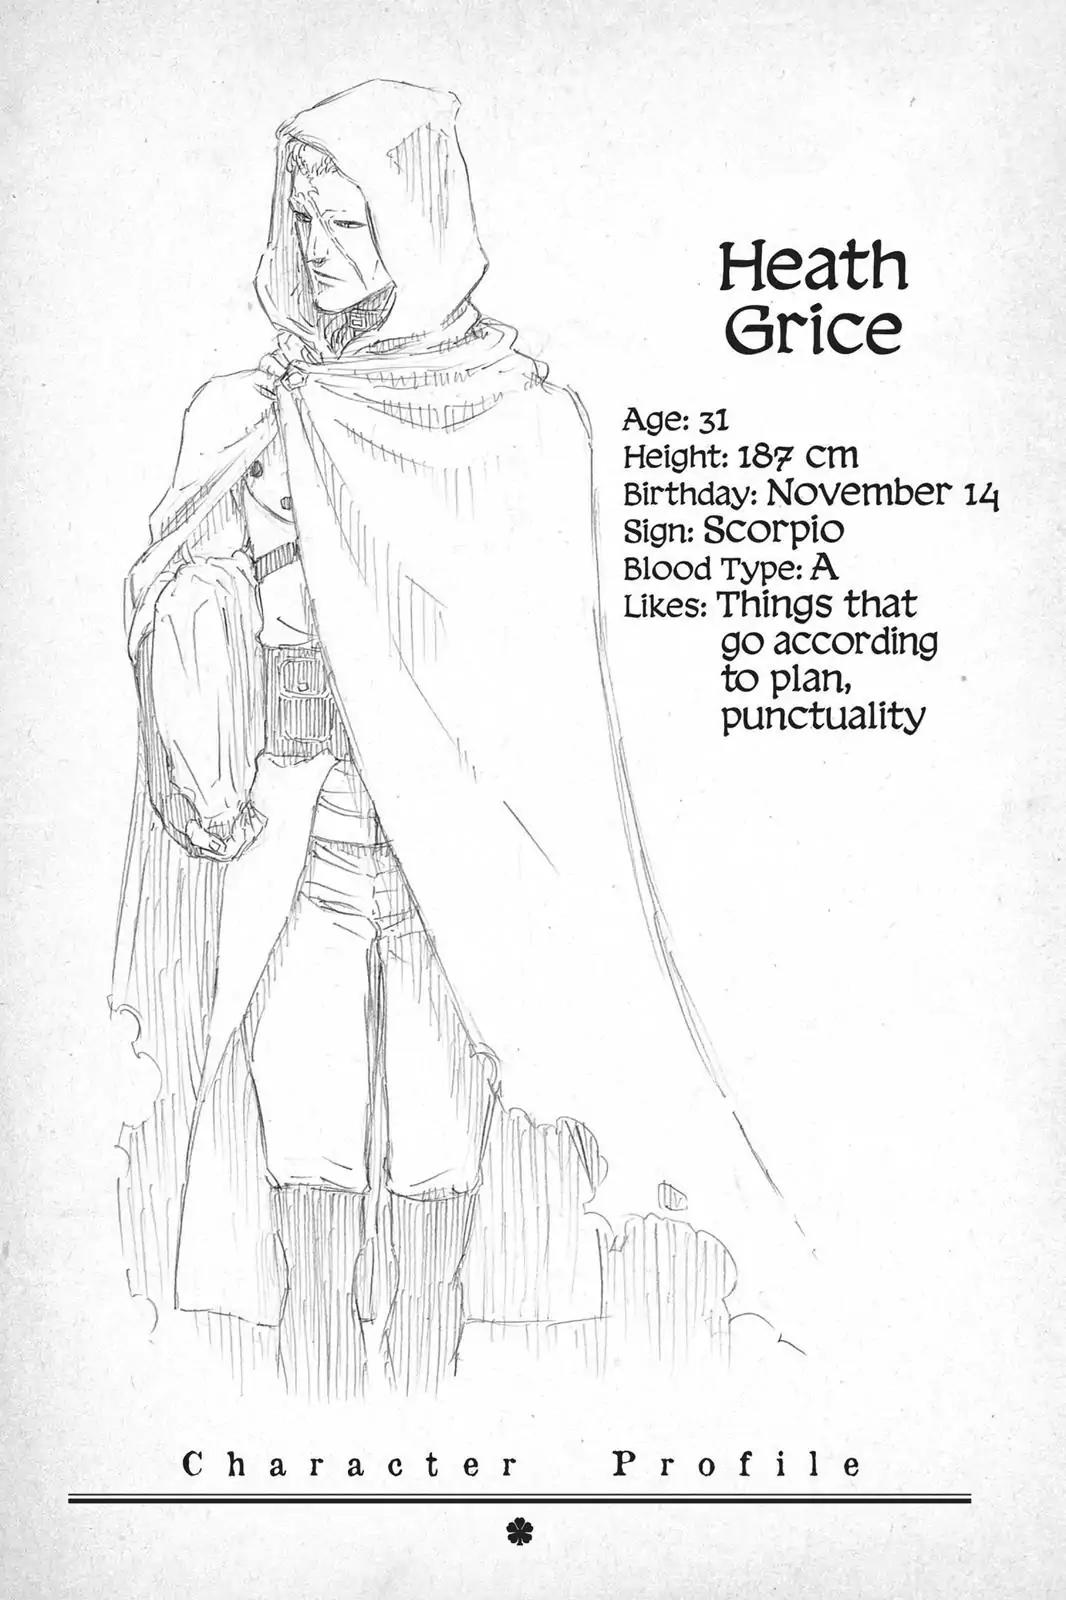 Heath
Grice
Age: 31
Height: 187 cm
Birthday: November 14
Sign: Scorpio
Blood Type: A
Likes: Things that
go according
to plan,
punctuality
Character Profile